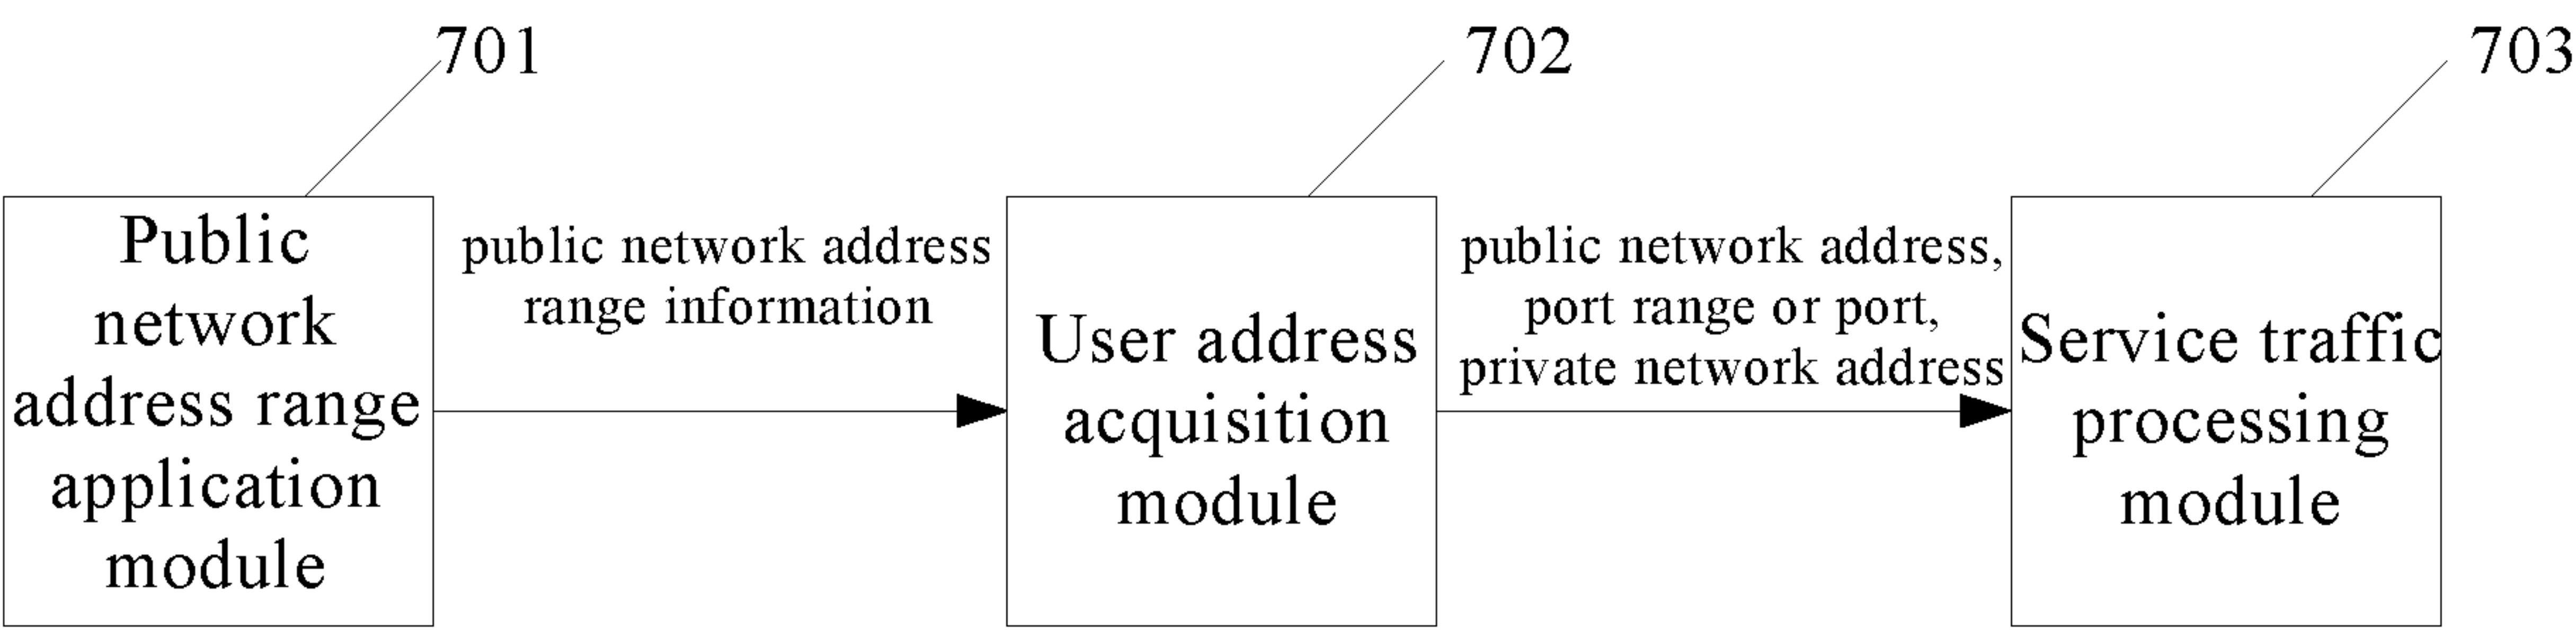 701
702
703
Public
network
address range
application
module
public network address
range information
User address
acquisition
module
public network address,
port range or port,
private network address
Service traffic
processing
module